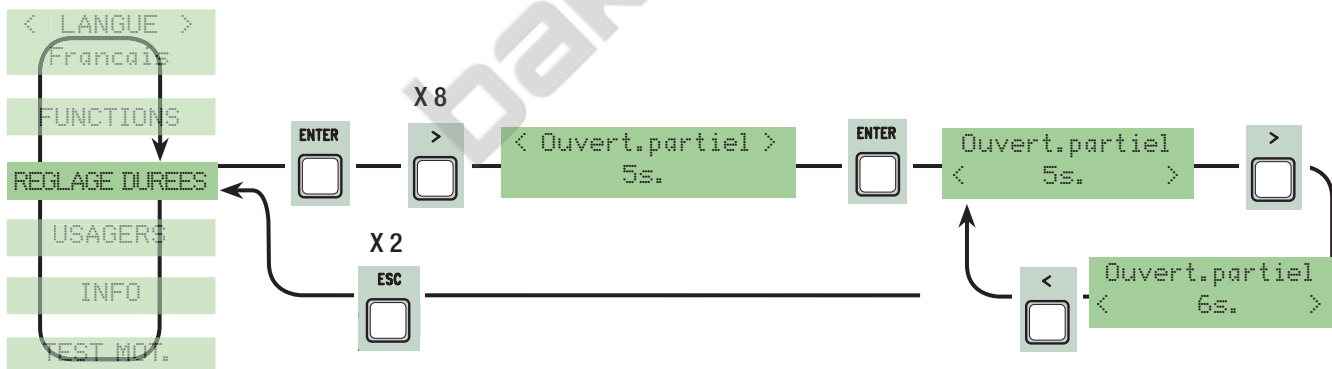 < LANGUE >
Francais
FUNCTIONS
REGLAGE DUREES
USAGERS
INFO
TEST MOT.
ENTER
X 8
>
< Ouvert.partiel >
5s.
ENTER
Ouvert.partiel
< 5s. >
>
X 2
ESC
<
Ouvert.partiel
< 6s. >